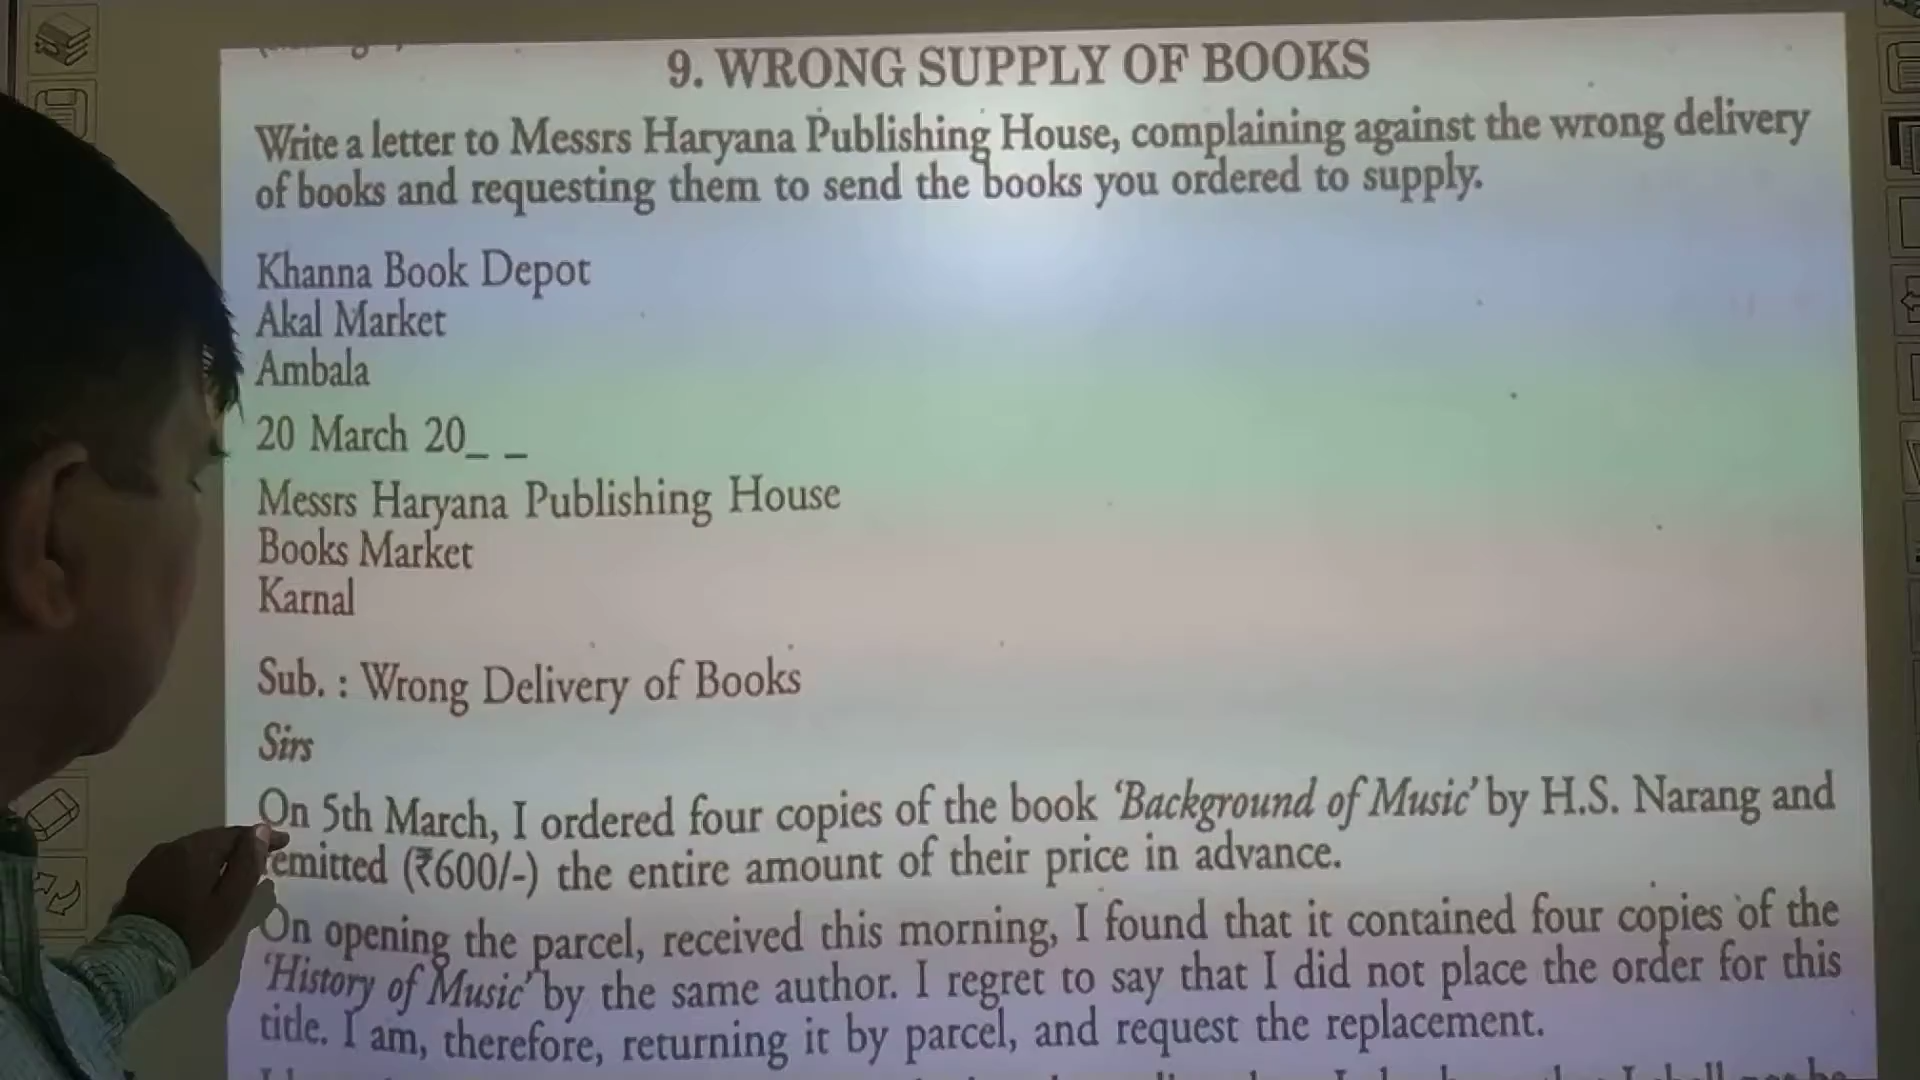 9. WRONG SUPPLY OF BOOKS
Write a letter to Messrs Haryana Publishing House, complaining against the wrong delivery
of books and requesting them to send the books you ordered to supply.
Khanna Book Depot
Akal Market
Ambala
20 March 20_ _
Messrs Haryana Publishing House
Books Market
Karnal
Sub. : Wrong Delivery of Books
Sirs
On 5th March, I ordered four copies of the book ‘Background of Music’ by H.S. Narang and
remitted (₹600/-) the entire amount of their price in advance.
On opening the parcel, received this morning, I found that it contained four copies of the
‘History of Music’ by the same author. I regret to say that I did not place the order for this
title. I am, therefore, returning it by parcel, and request the replacement.